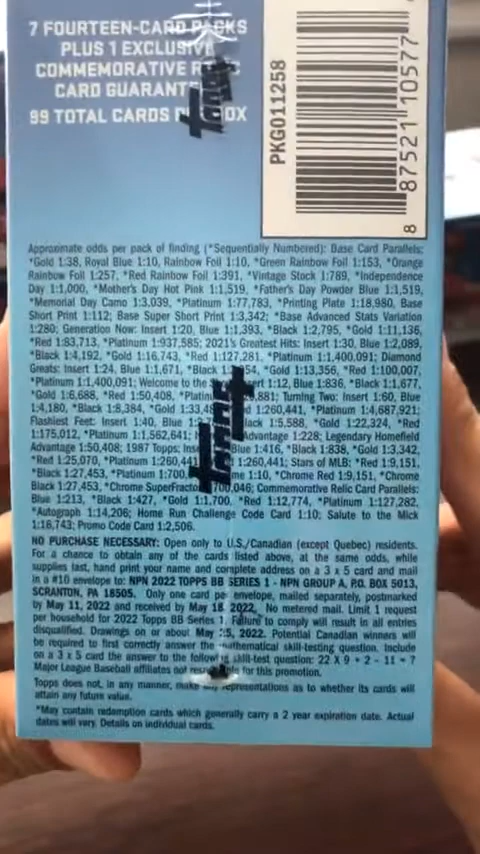 7 FOURTEEN-CARD PACKS
PLUS 1 EXCLUSIVE
COMMEMORATIVE
CARD
99 TOTAL CARDS
PKG011258
8 87521 10577
Approximate odds per pack of finding (*Sequentially Numbered): Base Card Parallels:
*Gold 1:38, Royal Blue 1:10, Rainbow Foil 1:10, *Green Rainbow Foil 1:153, *Orange
Rainbow Foil 1:257, *Red Rainbow Foil 1:391, *Vintage Stock 1:789, *Independence
Day 1:1,000, *Mother's Day Hot Pink 1:1,519, *Father's Day Powder Blue 1:1,519,
*Memorial Day Camo 1:3,039, *Platinum 1:77,783, *Printing Plate 1:18,980, Base
Short Print 1:112; Base Super Short Print 1:3,342; *Base Advanced Stats Variation
1:280; Generation Now: Insert 1:20, Blue 1:1,393, *Black 1:2,795, *Gold 1:11,136,
*Red 1:83,713, *Platinum 1:937,585; 2021's Greatest Hits: Insert 1:30, Blue 1:2,089,
*Black 1:4,192, *Gold 1:16,743, *Red 1:127,281, *Platinum 1:1,400,091; Diamond
Greats: Insert 1:24, Blue 1:1,671, *Gold 1:13,356, *Red 1:100,007,
*Platinum 1:1,400,091; Welcome to the 1:12, Blue 1:836, *Black 1:1,677,
*Gold 1:6,688, *Red 1:50,408, Turning Two: Insert 1:60, Blue
1:4,180, *Black 1:8,384, *Platinum 1:4,687,921;
Flashiest Feet: Insert 1:40, 1:5,588, *Gold 1:22,324, *Red
1:175,012, *Platinum 1:1,562,641; Advantage 1:228; Legendary Homefield
Advantage 1:50,408; 1987 Topps: Blue 1:416, *Black 1:838, *Gold 1:3,342,
*Red 1:25,070, *Platinum Stars of MLB: *Red 1:9,151,
*Black 1:27,453, *Platinum 1:10, *Chrome Red 1:9,151, *Chrome
Black 1:27,453, *Chrome Commemorative Relic Card Parallels:
Blue 1:213, *Black 1:427, *Gold 1:1,700, *Red 1:12,774, *Platinum 1:127,282,
*Autograph 1:14,206; Home Run Challenge Code Card 1:10; Salute to the Mick
1:18,743; Promo Code Card 1:2,506.
NO PURCHASE NECESSARY: Open only to U.S./Canadian (except Quebec) residents.
For a chance to obtain any of the cards listed above, at the same odds, while
supplies last, hand print your name and complete address on a 3 x 5 card and mail
in a #10 envelope to: NPN 2022 TOPPS BB SERIES 1 - NPN GROUP A, P.O. BOX 5013,
SCRANTON, PA 18505. Only one card per envelope, mailed separately, postmarked
by May 11, 2022 and received by May 18, 2022. No metered mail. Limit 1 request
per household for 2022 Topps BB Series 1. Failure to comply will result in all entries
disqualified. Drawings on or about May 2022. Potential Canadian winners will
be required to first correctly answer the mathematical skill-testing question. Include
on a 3 x 5 card the answer to the following skill-test question: 22 X 9 + 2 - 11 = ?
Major League Baseball affiliates not responsible for this promotion.
Topps does not, in any manner, make representations as to whether its cards will
attain any future value.
*May contain redemption cards which generally carry a 2 year expiration date. Actual
dates will vary. Details on individual cards.